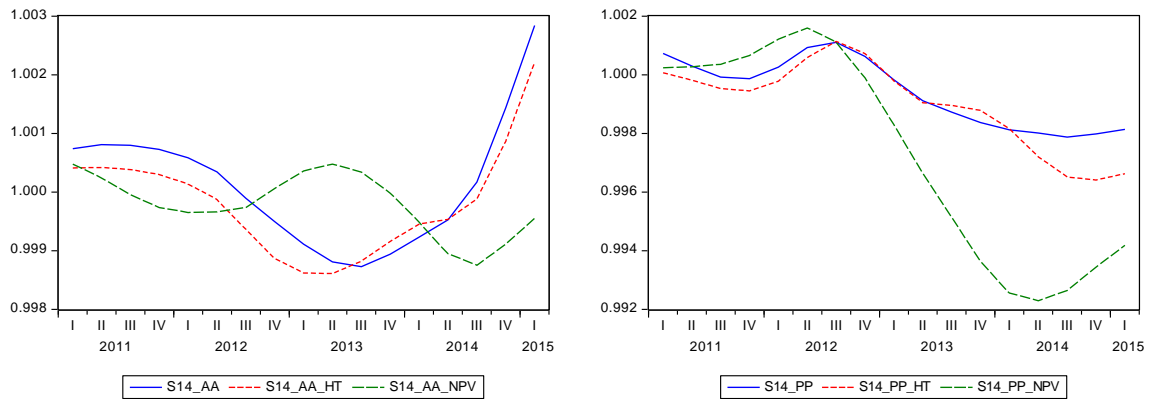 1.003
1.002
1.001
1.000
0.999
0.998
I II III IV I II III IV I II III IV I II III IV I
2011 2012 2013 2014 2015
S14_AA S14_AA_HT S14_AA_NPV
1.002
1.000
0.998
0.996
0.994
0.992
I II III IV I II III IV I II III IV I II III IV I
2011 2012 2013 2014 2015
S14_PP S14_PP_HT S14_PP_NPV